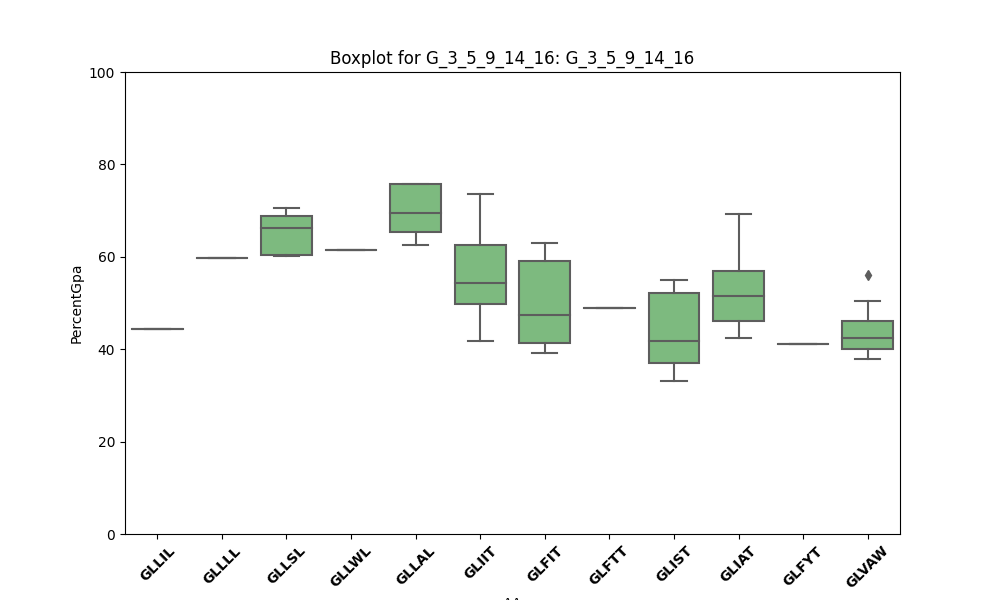 Boxplot for G_3_5_9_14_16: G_3_5_9_14_16
100
80
60
40
20
0
PercentGpa
GLLIL
GLLLL
GLLSL
GLLWL
GLLAL
GLIIT
GLFIT
GLFTT
GLIST
GLIAT
GLFYT
GLVAW